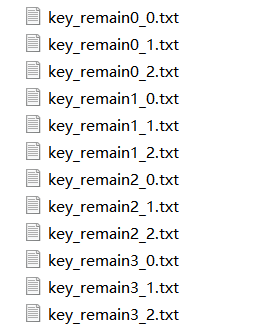 key_remain0_0.txt
key_remain0_1.txt
key_remain0_2.txt
key_remain1_0.txt
key_remain1_1.txt
key_remain1_2.txt
key_remain2_0.txt
key_remain2_1.txt
key_remain2_2.txt
key_remain3_0.txt
key_remain3_1.txt
key_remain3_2.txt